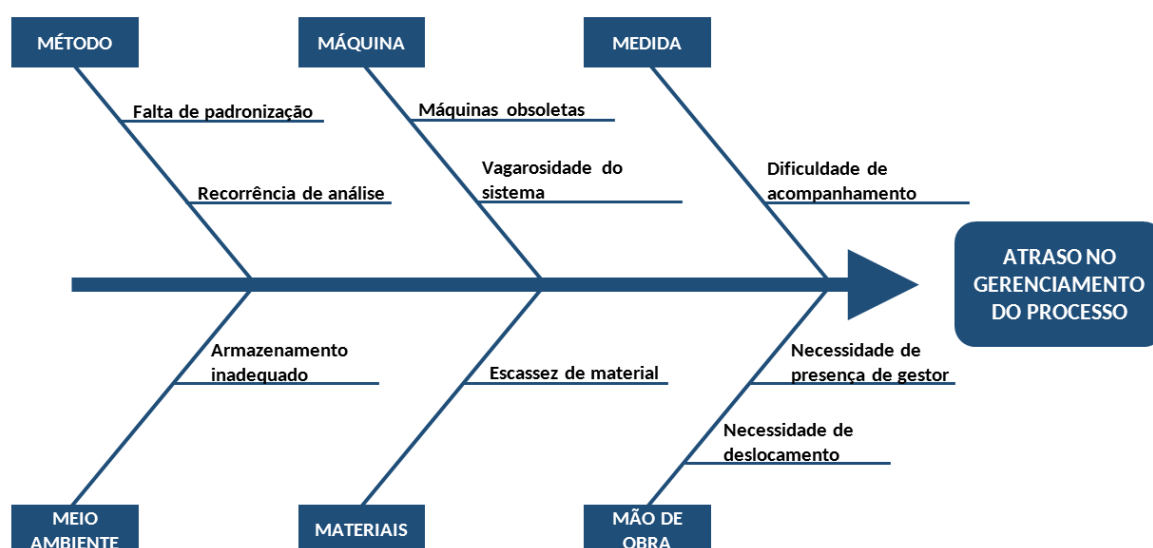 MÉTODO
MÁQUINA
MEDIDA
Falta de padronização
Máquinas obsoletas
Recorrência de análise
Vagarosidade do
sistema
Dificuldade de
acompanhamento
ATRASO NO
GERENCIAMENTO
DO PROCESSO
Armazenamento
inadequado
Escassez de material
Necessidade de
presença de gestor
Necessidade de
deslocamento
MEIO
AMBIENTE
MATERIAIS
MÃO DE
OBRA